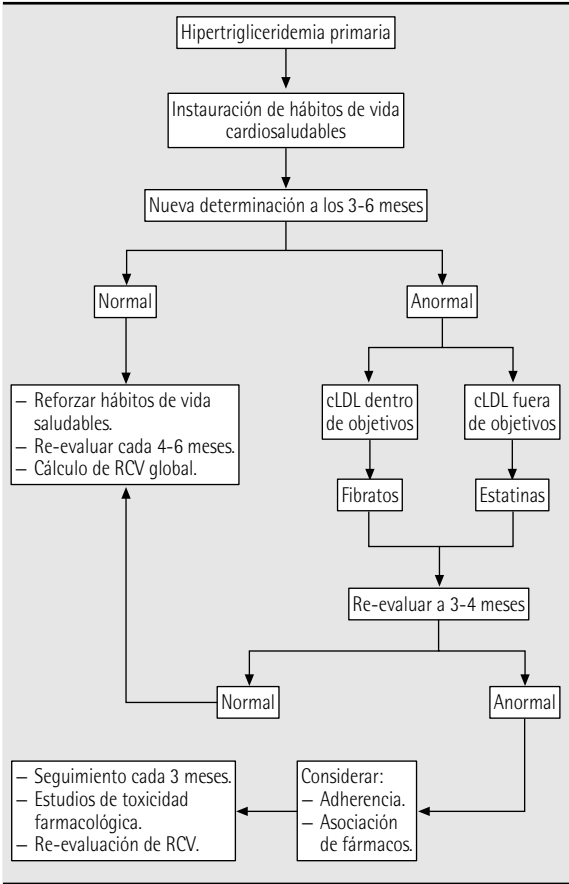 Hipertrigliceridemia primaria
Instauración de hábitos de vida
cardiosaludables
Nueva determinación a los 3-6 meses
Normal
Anormal
– Reforzar hábitos de vida
saludables.
– Re-evaluar cada 4-6 meses.
– Cálculo de RCV global.
cLDL dentro
de objetivos
cLDL fuera
de objetivos
Fibratos
Estatinas
Re-evaluar a 3-4 meses
Normal
Anormal
– Seguimiento cada 3 meses.
– Estudios de toxicidad
farmacológica.
– Re-evaluación de RCV.
Considerar:
– Adherencia.
– Asociación
de fármacos.